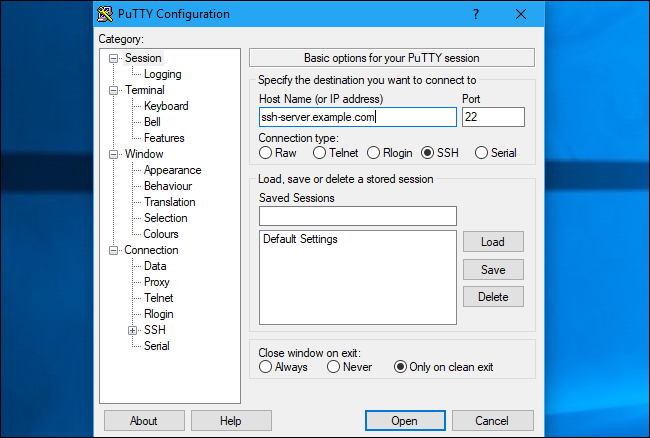 PuTTY Configuration
? ×
Category:
Session
Logging
Terminal
Keyboard
Bell
Features
Window
Appearance
Behaviour
Translation
Selection
Colours
Connection
Data
Proxy
Telnet
Rlogin
SSH
Serial
Basic options for your PuTTY session
Specify the destination you want to connect to
Host Name (or IP address) Port
ssh-server.example.com 22
Connection type:
Raw Telnet Rlogin SSH Serial
Load, save or delete a stored session
Saved Sessions
Default Settings
Load
Save
Delete
Close window on exit:
Always Never Only on clean exit
About Help Open Cancel